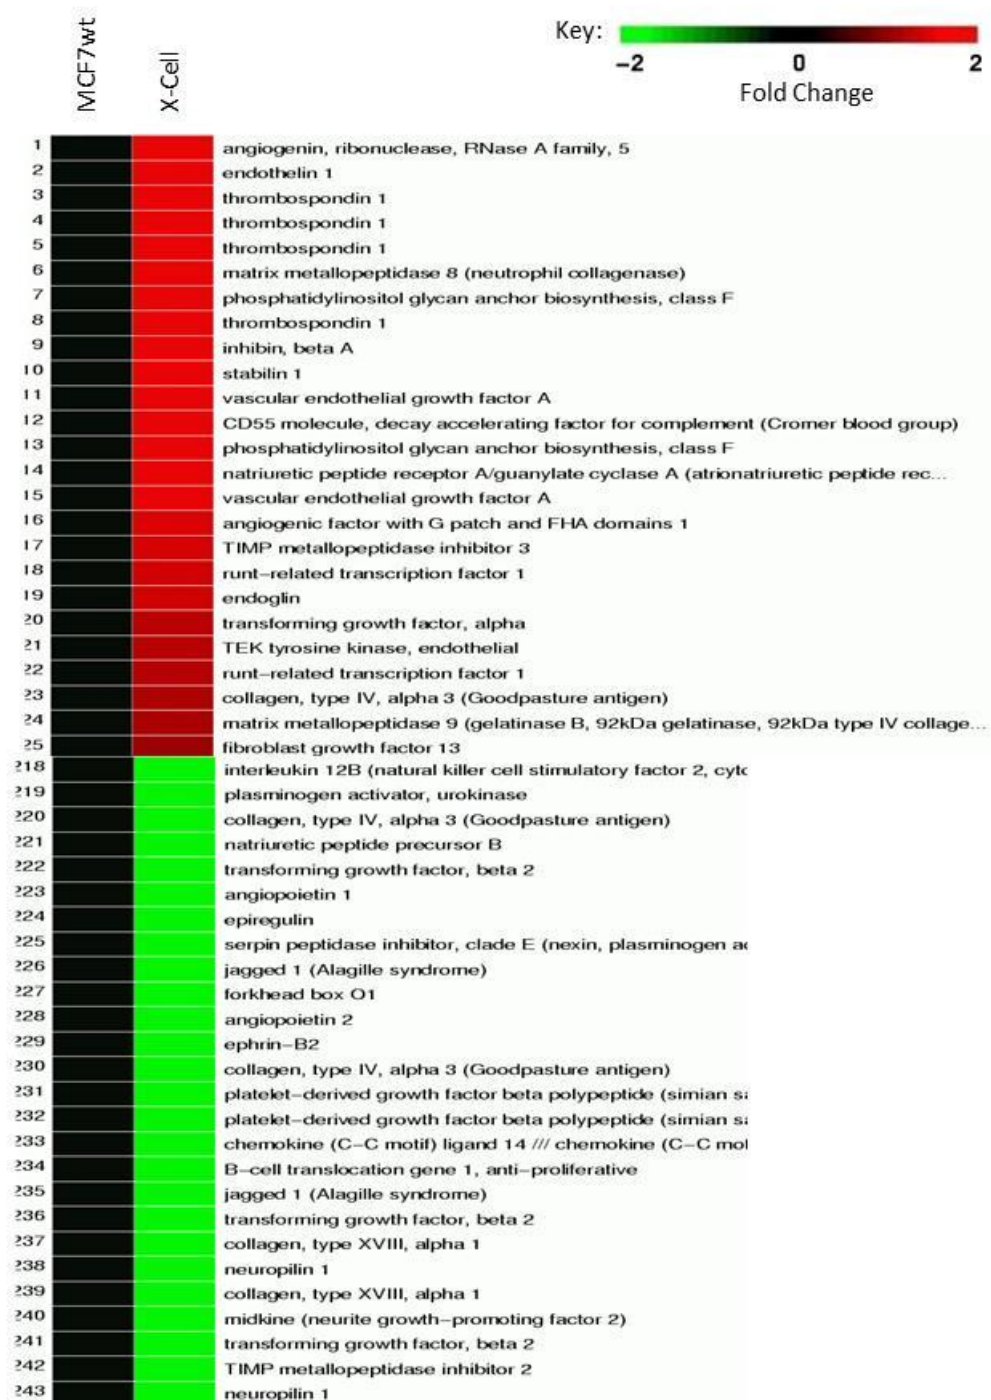 MCF7wt
X-Cell
Key:
-2 0 2
Fold Change
1 angiogenin, ribonuclease, RNase A family, 5
2 endothelin 1
3 thrombospondin 1
4 thrombospondin 1
5 thrombospondin 1
6 matrix metallopeptidase 8 (neutrophil collagenase)
7 phosphatidylinositol glycan anchor biosynthesis, class F
8 thrombospondin 1
9 inhibin, beta A
10 stabilin 1
11 vascular endothelial growth factor A
12 CD55 molecule, decay accelerating factor for complement (Cromer blood group)
13 phosphatidylinositol glycan anchor biosynthesis, class F
14 natriuretic peptide receptor A/guanylate cyclase A (atrionatriuretic peptide rec...
15 vascular endothelial growth factor A
16 angiogenic factor with G patch and FHA domains 1
17 TIMP metallopeptidase inhibitor 3
18 runt-related transcription factor 1
19 endoglin
20 transforming growth factor, alpha
21 TEK tyrosine kinase, endothelial
22 runt-related transcription factor 1
23 collagen, type IV, alpha 3 (Goodpasture antigen)
24 matrix metallopeptidase 9 (gelatinase B, 92kDa gelatinase, 92kDa type IV collage...
25 fibroblast growth factor 13
218 interleukin 12B (natural killer cell stimulatory factor 2, cyto
219 plasminogen activator, urokinase
220 collagen, type IV, alpha 3 (Goodpasture antigen)
221 natriuretic peptide precursor B
222 transforming growth factor, beta 2
223 angiopoietin 1
224 epiregulin
225 serpin peptidase inhibitor, clade E (nexin, plasminogen ac
226 jagged 1 (Alagille syndrome)
227 forkhead box O1
228 angiopoietin 2
229 ephrin-B2
230 collagen, type IV, alpha 3 (Goodpasture antigen)
231 platelet-derived growth factor beta polypeptide (simian sa
232 platelet-derived growth factor beta polypeptide (simian sa
233 chemokine (C-C motif) ligand 14 /// chemokine (C-C mot
234 B-cell translocation gene 1, anti-proliferative
235 jagged 1 (Alagille syndrome)
236 transforming growth factor, beta 2
237 collagen, type XVIII, alpha 1
238 neuropilin 1
239 collagen, type XVIII, alpha 1
240 midkine (neurite growth-promoting factor 2)
241 transforming growth factor, beta 2
242 TIMP metallopeptidase inhibitor 2
243 neuropilin 1